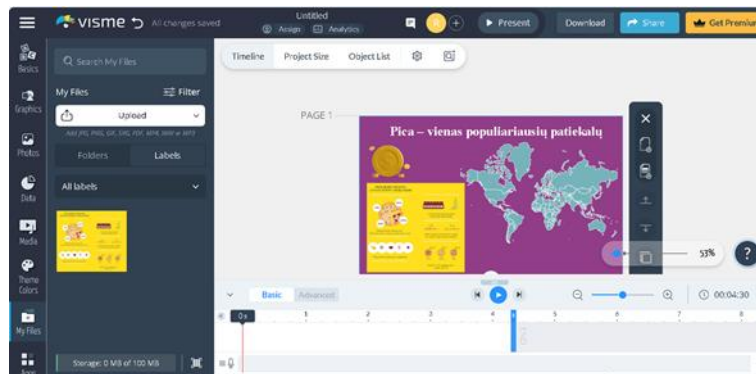 visme
All changes saved
Untitled
Assign
Analytics
Present
Download
Share
Get Premium
Basics
Graphics
Photos
Data
Media
Theme Colors
My Files
Apps
Search My Files
My Files
Filter
Upload
Add JPG, PNG, GIF, SVG, PDF, MP4, M4V or MP3
Folders
Labels
All labels
Storage: 0 MB of 100 MB
Timeline
Project Size
Object List
PAGE 1
Pica – vienas populiariausių patiekalų
53%
?
Basic
Advanced
00:04:30
0s
1
2
3
4
5
6
7
8